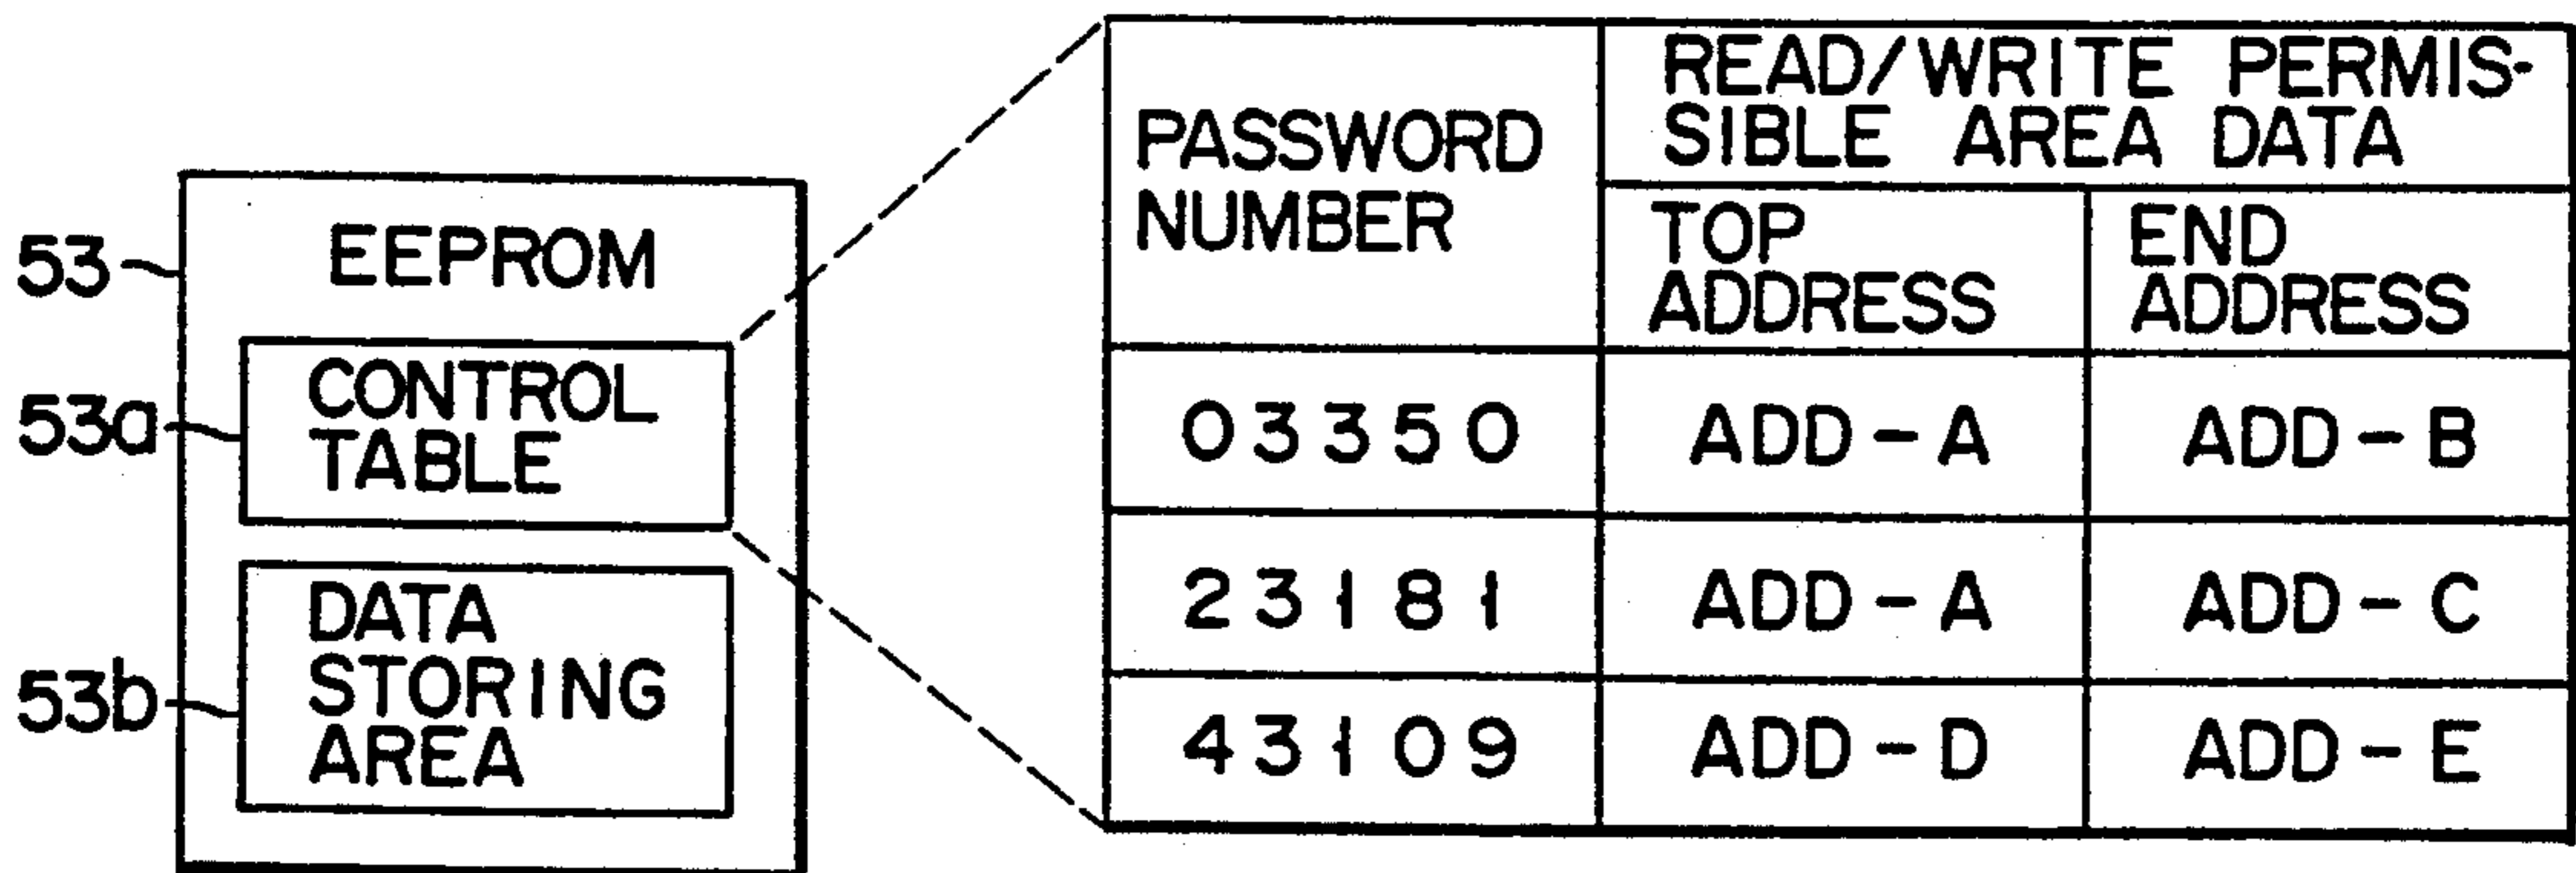 53
EEPROM
53a
CONTROL
TABLE
53b
DATA
STORING
AREA
PASSWORD
NUMBER
READ/WRITE PERMIS-
SIBLE AREA DATA
TOP
ADDRESS
END
ADDRESS
03350 ADD-A ADD-B
23181 ADD-A ADD-C
43109 ADD-D ADD-E